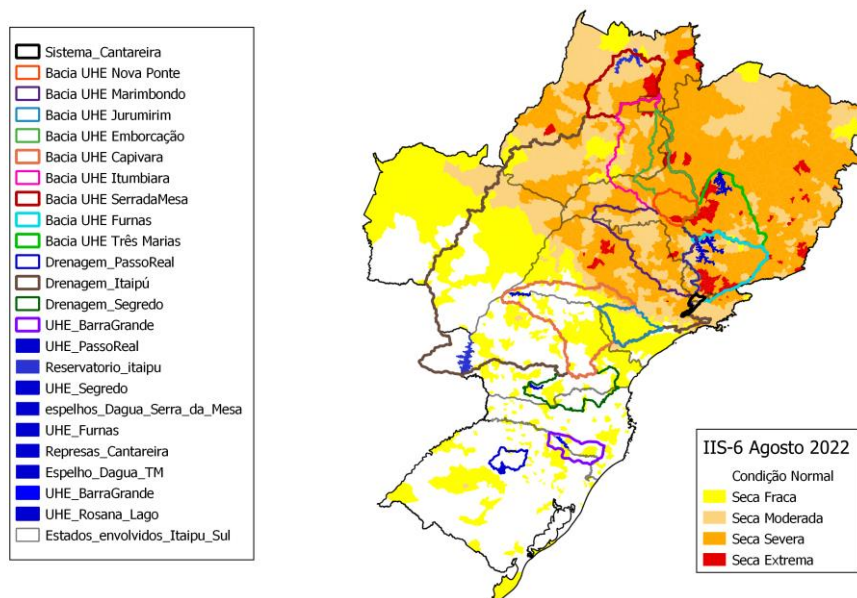 Sistema_Cantareira
Bacia UHE Nova Ponte
Bacia UHE Marimbondo
Bacia UHE Jurumirim
Bacia UHE Emborcação
Bacia UHE Capivara
Bacia UHE Itumbiara
Bacia UHE SerradaMesa
Bacia UHE Furnas
Bacia UHE Três Marias
Drenagem_PassoReal
Drenagem_Itaipú
Drenagem_Segredo
UHE_BarraGrande
UHE_PassoReal
Reservatorio_itaipu
UHE_Segredo
espelhos_Dagua_Serra_da_Mesa
UHE_Furnas
Represas_Cantareira
Espelho_Dagua_TM
UHE_BarraGrande
UHE_Rosana_Lago
Estados_envolvidos_Itaipu_Sul
IIS-6 Agosto 2022
Condição Normal
Seca Fraca
Seca Moderada
Seca Severa
Seca Extrema